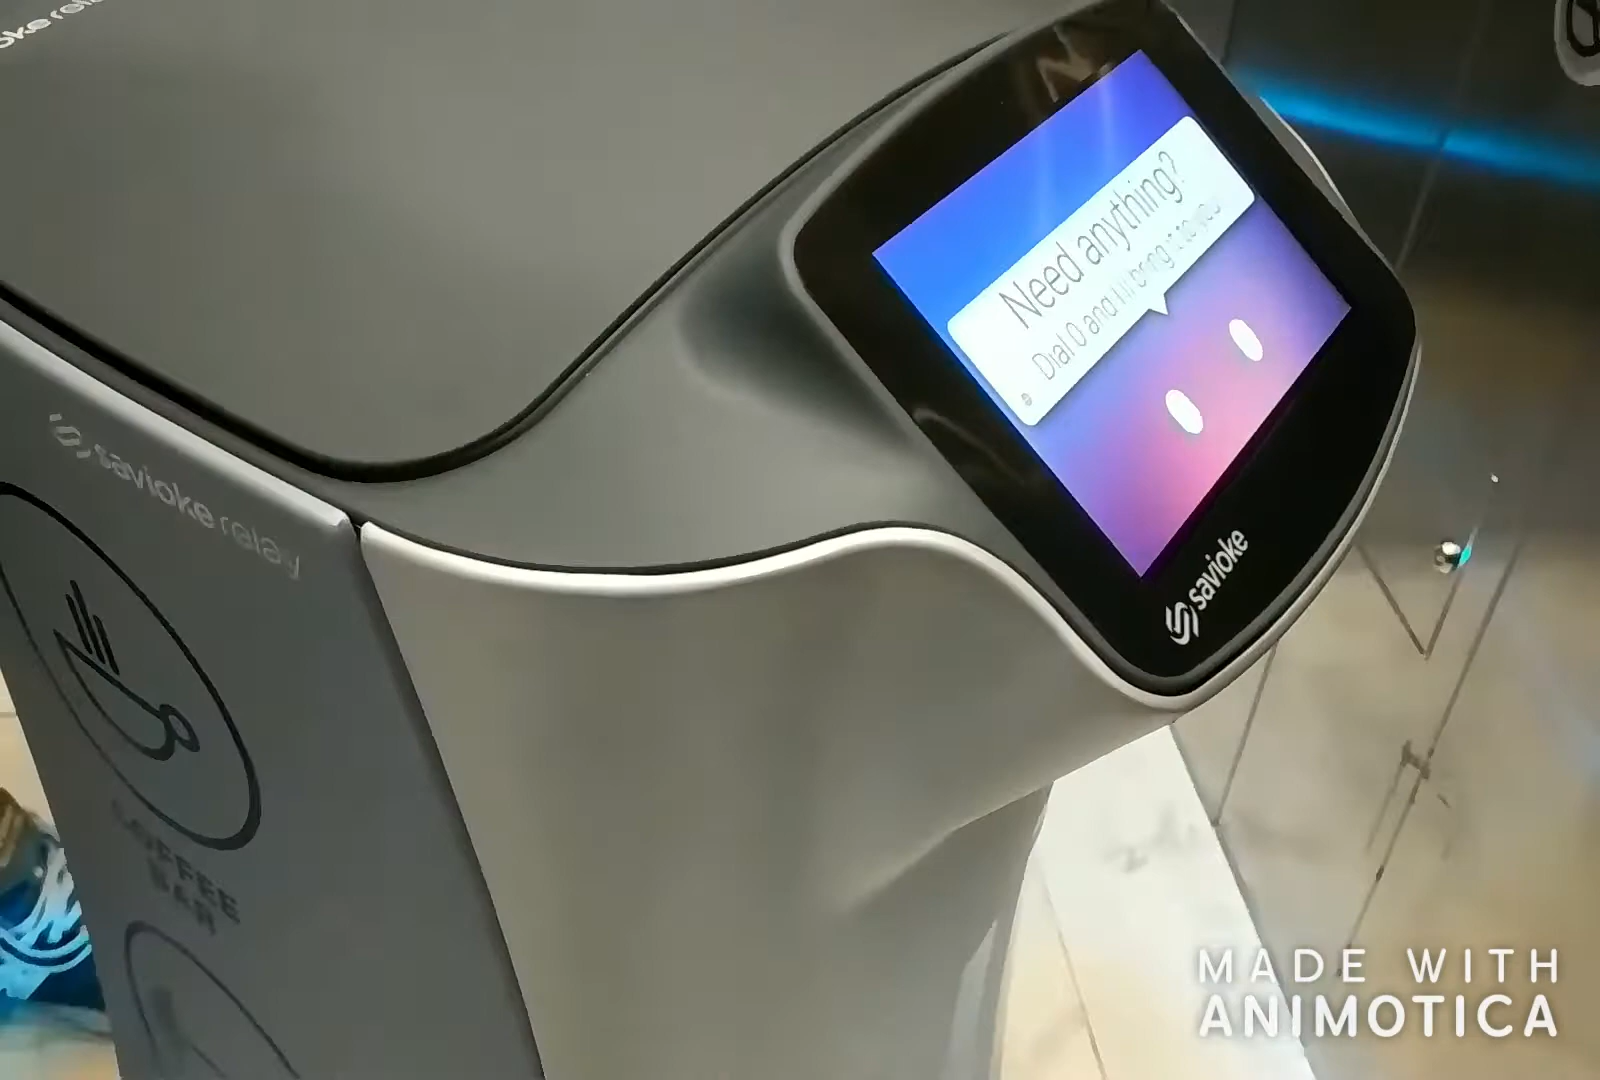 Need anything?
Dial 0 and I'll bring it to you
savioke
savioke relay
COFFEE
BAR
MADE WITH
ANIMOTICA